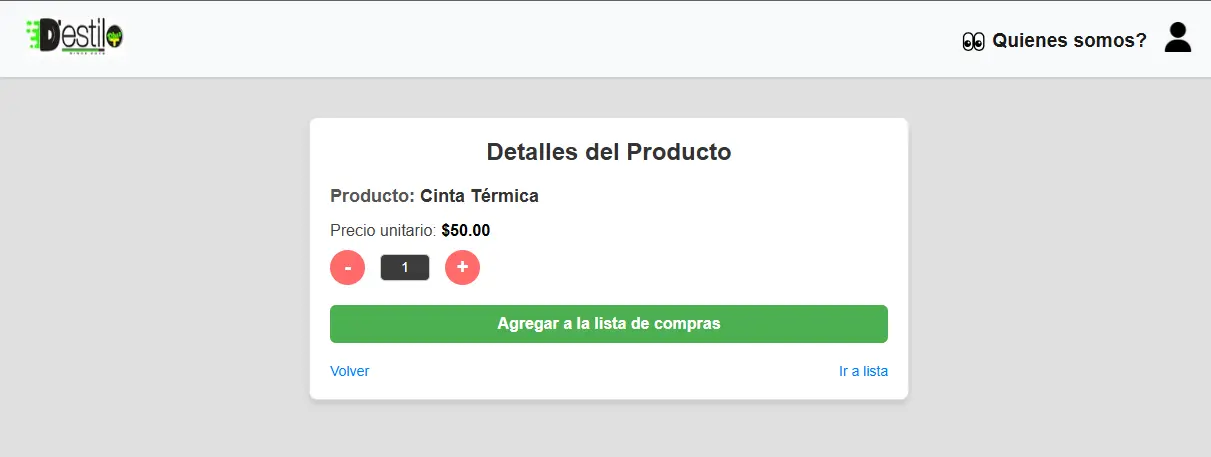 D'estilo
Quienes somos?
Detalles del Producto
Producto: Cinta Térmica
Precio unitario: $50.00
- 1 +
Agregar a la lista de compras
Volver Ir a lista